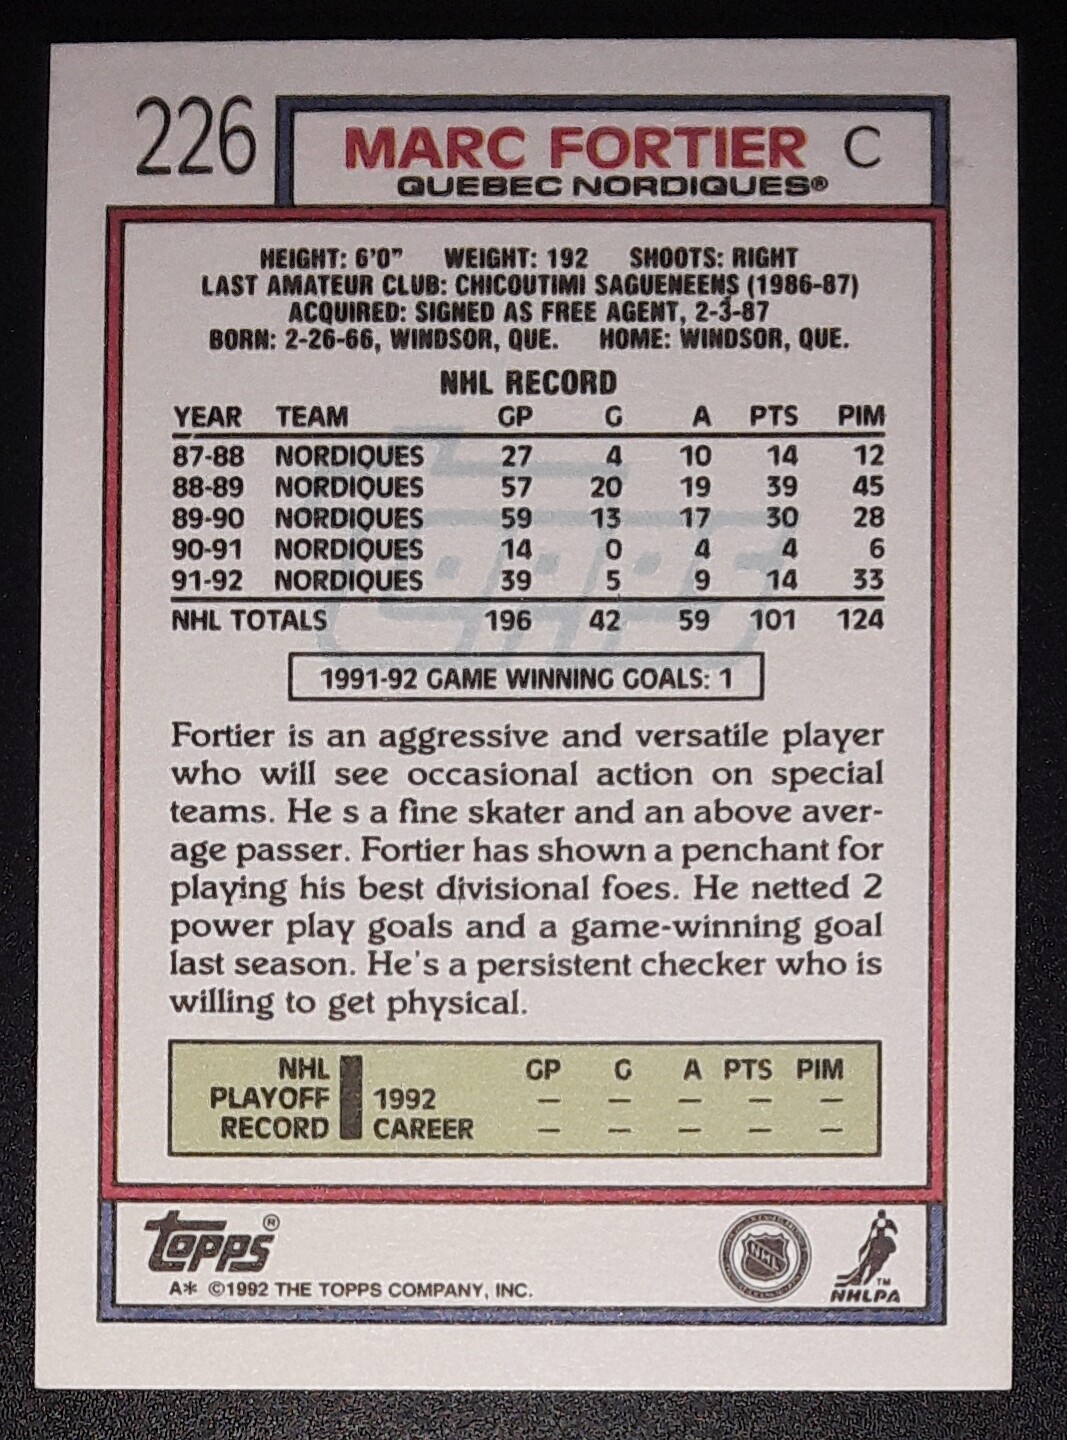 226
MARC FORTIER C
QUEBEC NORDIQUES®
HEIGHT: 6'0" WEIGHT: 192 SHOOTS: RIGHT
LAST AMATEUR CLUB: CHICOUTIMI SAGUENEENS (1986-87)
ACQUIRED: SIGNED AS FREE AGENT, 2-3-87
BORN: 2-26-66, WINDSOR, QUE. HOME: WINDSOR, QUE.
NHL RECORD
YEAR TEAM GP G A PTS PIM
87-88 NORDIQUES 27 4 10 14 12
88-89 NORDIQUES 57 20 19 39 45
89-90 NORDIQUES 59 13 17 30 28
90-91 NORDIQUES 14 0 4 4 6
91-92 NORDIQUES 39 5 9 14 33
NHL TOTALS 196 42 59 101 124
1991-92 GAME WINNING GOALS: 1
Fortier is an aggressive and versatile player
who will see occasional action on special
teams. He s a fine skater and an above aver-
age passer. Fortier has shown a penchant for
playing his best divisional foes. He netted 2
power play goals and a game-winning goal
last season. He's a persistent checker who is
willing to get physical.
NHL GP G A PTS PIM
PLAYOFF 1992 – – – – –
RECORD CAREER – – – – –
topps®
A* ©1992 THE TOPPS COMPANY, INC.
NHL
TM
NHLPA